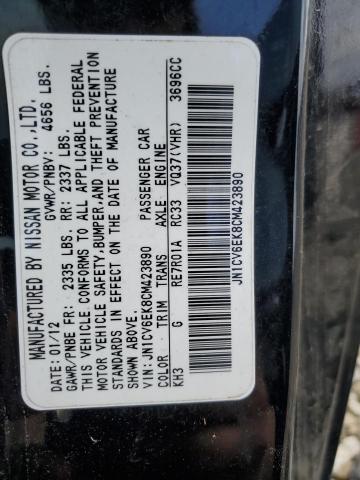 MANUFACTURED BY NISSAN MOTOR CO.,LTD.
DATE: 01/12 GVWR/PNBV: 4656 LBS.
GAWR/PNBE FR: 2335 LBS. RR: 2337 LBS.
THIS VEHICLE CONFORMS TO ALL APPLICABLE FEDERAL
MOTOR VEHICLE SAFETY,BUMPER,AND THEFT PREVENTION
STANDARDS IN EFFECT ON THE DATE OF MANUFACTURE
SHOWN ABOVE.
VIN: JN1CV6EK8CM423890 PASSENGER CAR
COLOR TRIM TRANS AXLE ENGINE
KH3 G RE7R01A RC33 VQ37(VHR) 3696CC
JN1CV6EK8CM423890